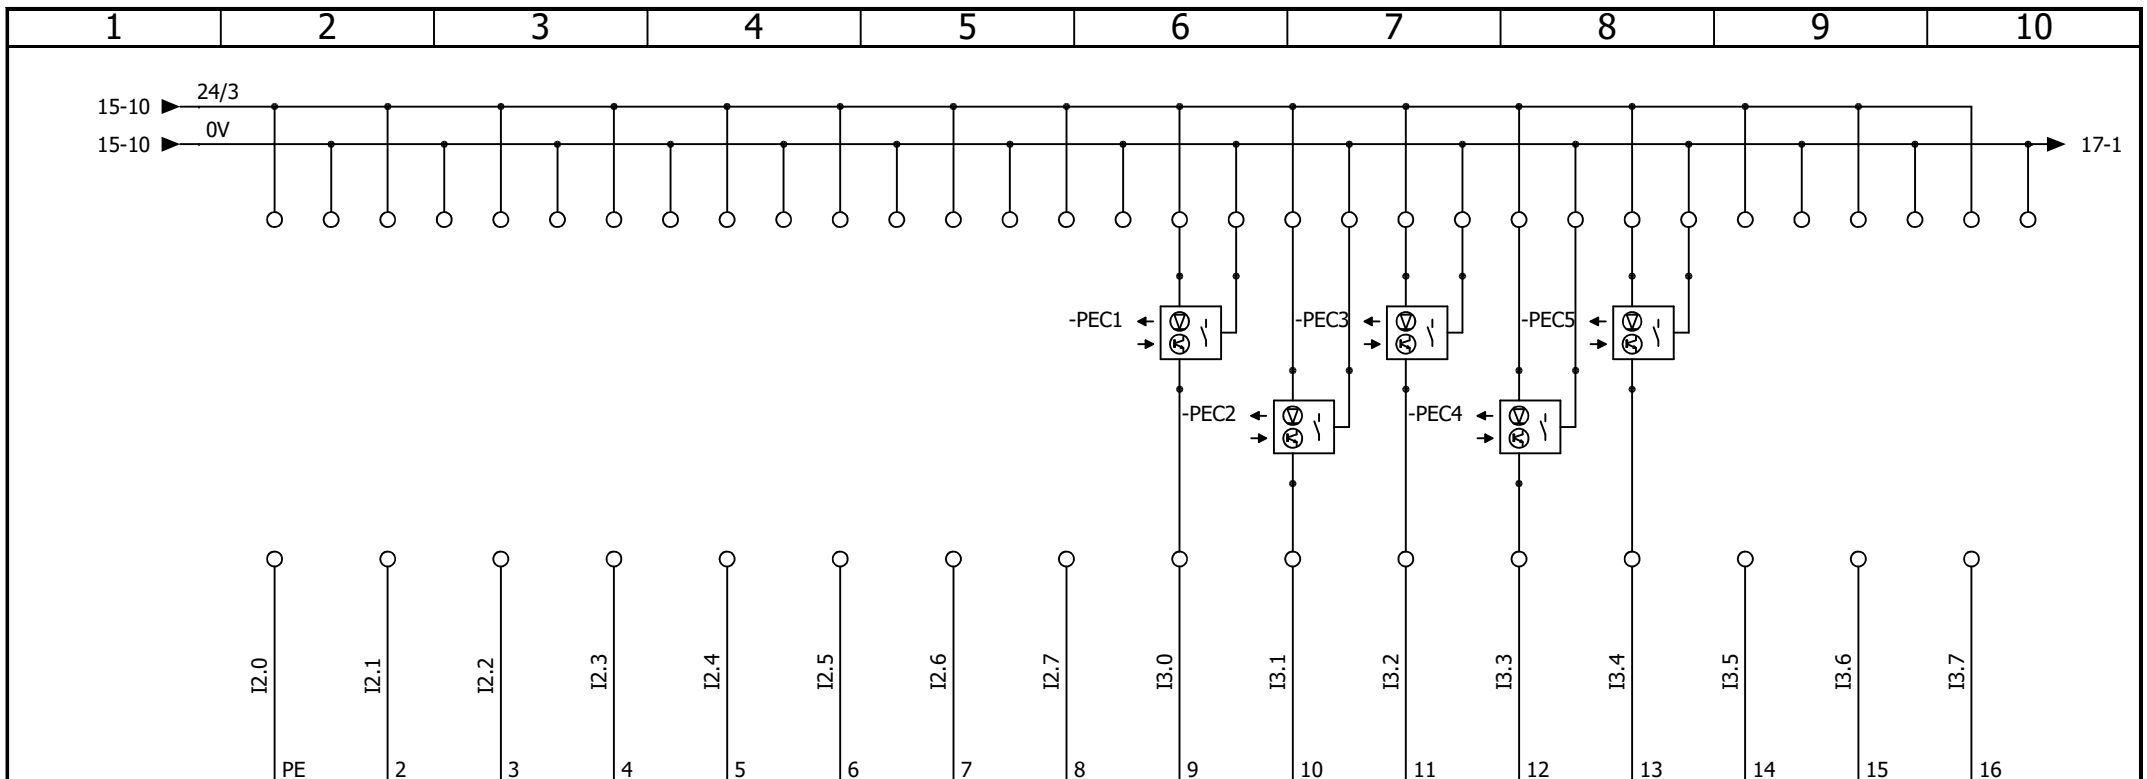 1 2 3 4 5 6 7 8 9 10
24/3
15-10
0V
15-10 17-1
-PEC1 -PEC3 -PEC5
-PEC2 -PEC4
I2.0 I2.1 I2.2 I2.3 I2.4 I2.5 I2.6 I2.7 I3.0 I3.1 I3.2 I3.3 I3.4 I3.5 I3.6 I3.7
PE 2 3 4 5 6 7 8 9 10 11 12 13 14 15 16